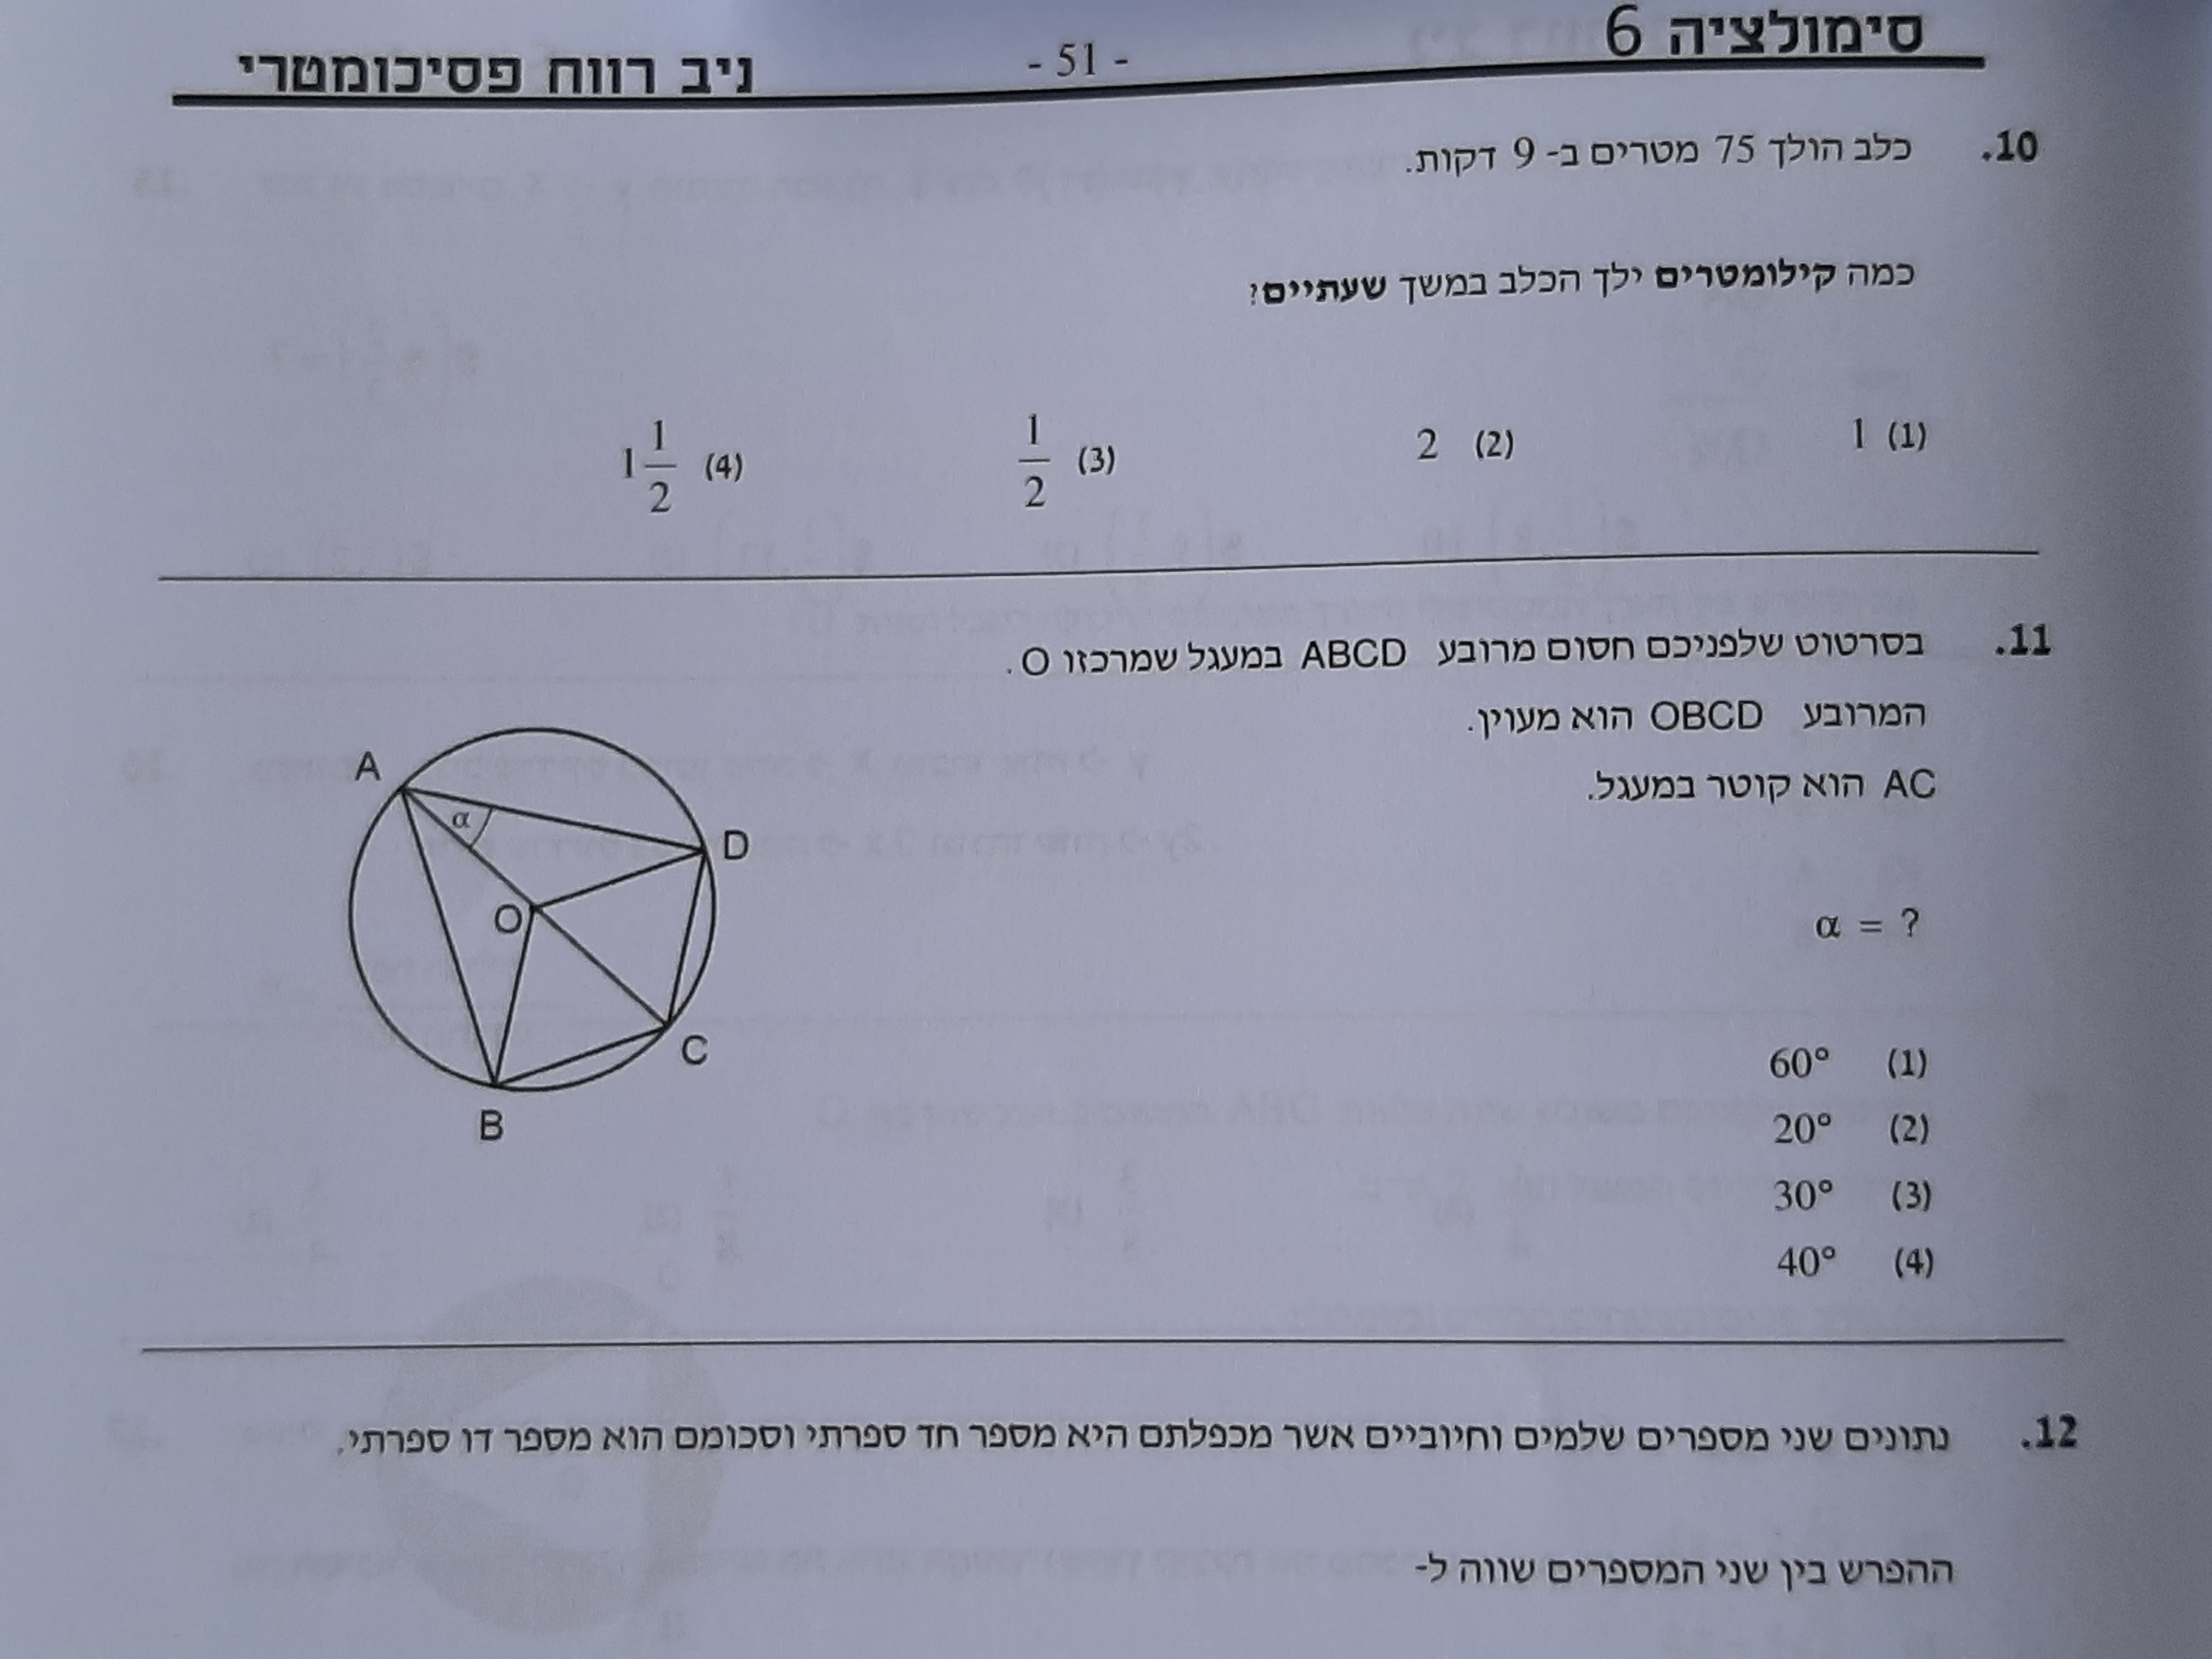 סימולציה 6
- 51 -
ניב רווח פסיכומטרי
10. כלב הולך 75 מטרים ב- 9 דקות.
כמה קילומטרים ילך הכלב במשך שעתיים?
(1) 1 (2) 2 (3) 1/2 (4) 1 1/2
11. בסרטוט שלפניכם חסום מרובע ABCD במעגל שמרכזו O.
המרובע OBCD הוא מעוין.
AC הוא קוטר במעגל.
α = ?
(1) 60°
(2) 20°
(3) 30°
(4) 40°
A
α
D
O
C
B
12. נתונים שני מספרים שלמים וחיוביים אשר מכפלתם היא מספר חד ספרתי וסכומם הוא מספר דו ספרתי.
ההפרש בין שני המספרים שווה ל-